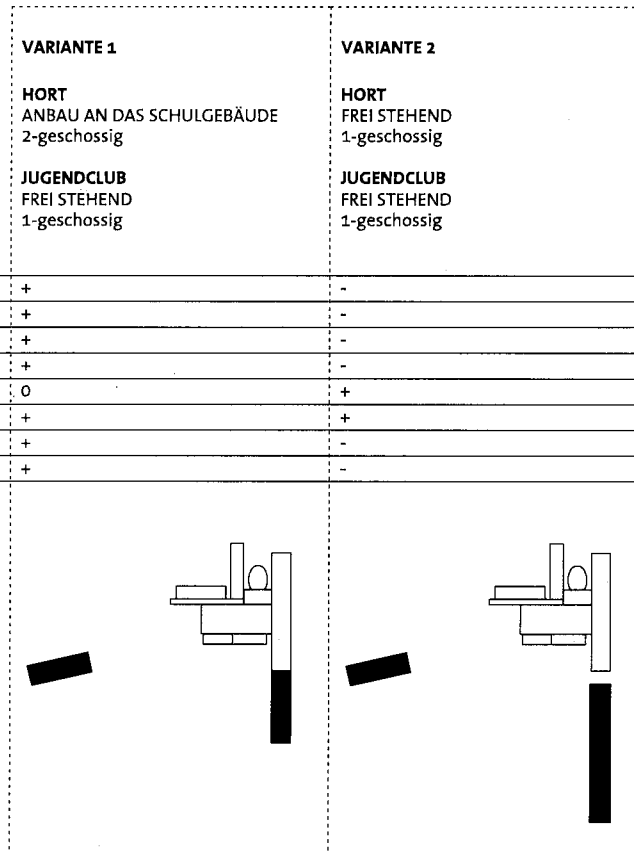 VARIANTE 1
HORT
ANBAU AN DAS SCHULGEBÄUDE
2-geschossig
JUGENDCLUB
FREI STEHEND
1-geschossig
VARIANTE 2
HORT
FREI STEHEND
1-geschossig
JUGENDCLUB
FREI STEHEND
1-geschossig
+ -
+ -
+ -
+ -
0 +
+ +
+ -
+ -